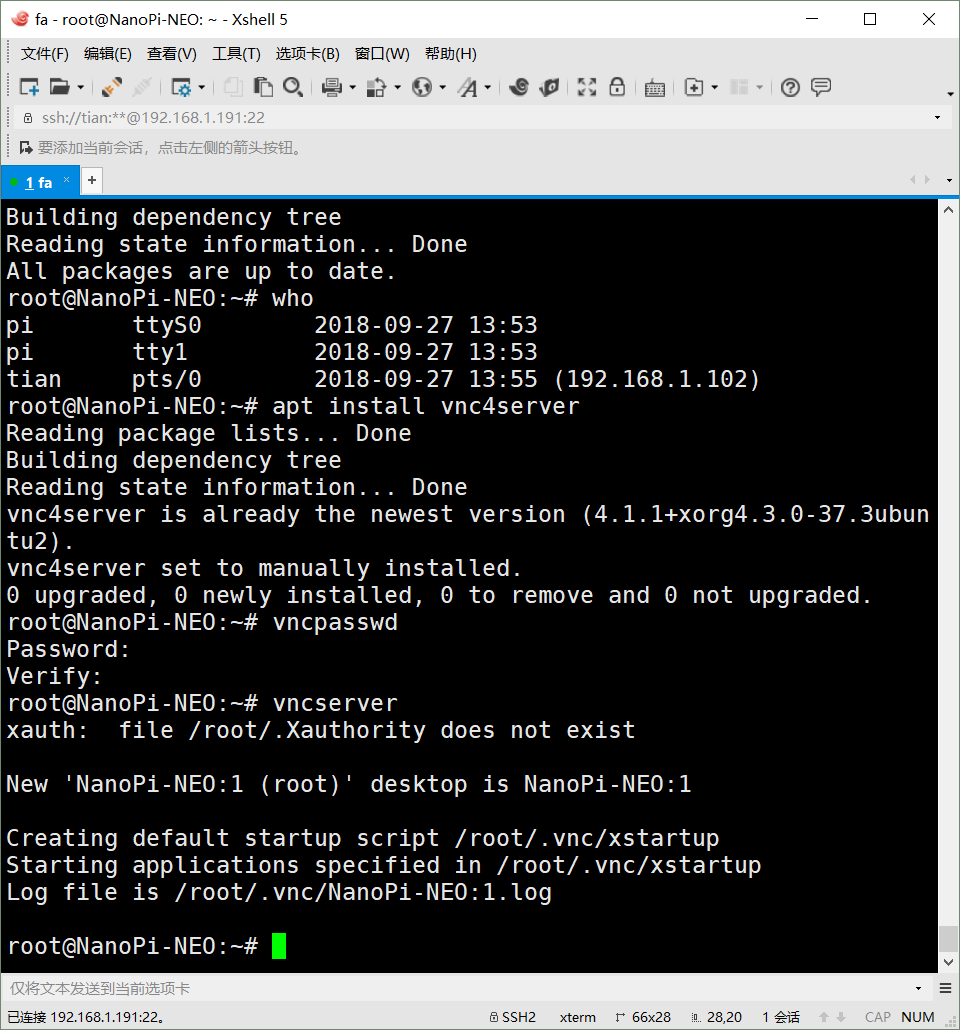 fa - root@NanoPi-NEO: ~ - Xshell 5
文件(F) 编辑(E) 查看(V) 工具(T) 选项卡(B) 窗口(W) 帮助(H)
ssh://tian:**@192.168.1.191:22
要添加当前会话，点击左侧的箭头按钮。
1 fa
Building dependency tree
Reading state information... Done
All packages are up to date.
root@NanoPi-NEO:~# who
pi       ttyS0        2018-09-27 13:53
pi       tty1         2018-09-27 13:53
tian     pts/0        2018-09-27 13:55 (192.168.1.102)
root@NanoPi-NEO:~# apt install vnc4server
Reading package lists... Done
Building dependency tree
Reading state information... Done
vnc4server is already the newest version (4.1.1+xorg4.3.0-37.3ubun
tu2).
vnc4server set to manually installed.
0 upgraded, 0 newly installed, 0 to remove and 0 not upgraded.
root@NanoPi-NEO:~# vncpasswd
Password:
Verify:
root@NanoPi-NEO:~# vncserver
xauth:  file /root/.Xauthority does not exist
New 'NanoPi-NEO:1 (root)' desktop is NanoPi-NEO:1
Creating default startup script /root/.vnc/xstartup
Starting applications specified in /root/.vnc/xstartup
Log file is /root/.vnc/NanoPi-NEO:1.log
root@NanoPi-NEO:~#
仅将文本发送到当前选项卡
已连接 192.168.1.191:22。 SSH2 xterm 66x28 28,20 1 会话 CAP NUM